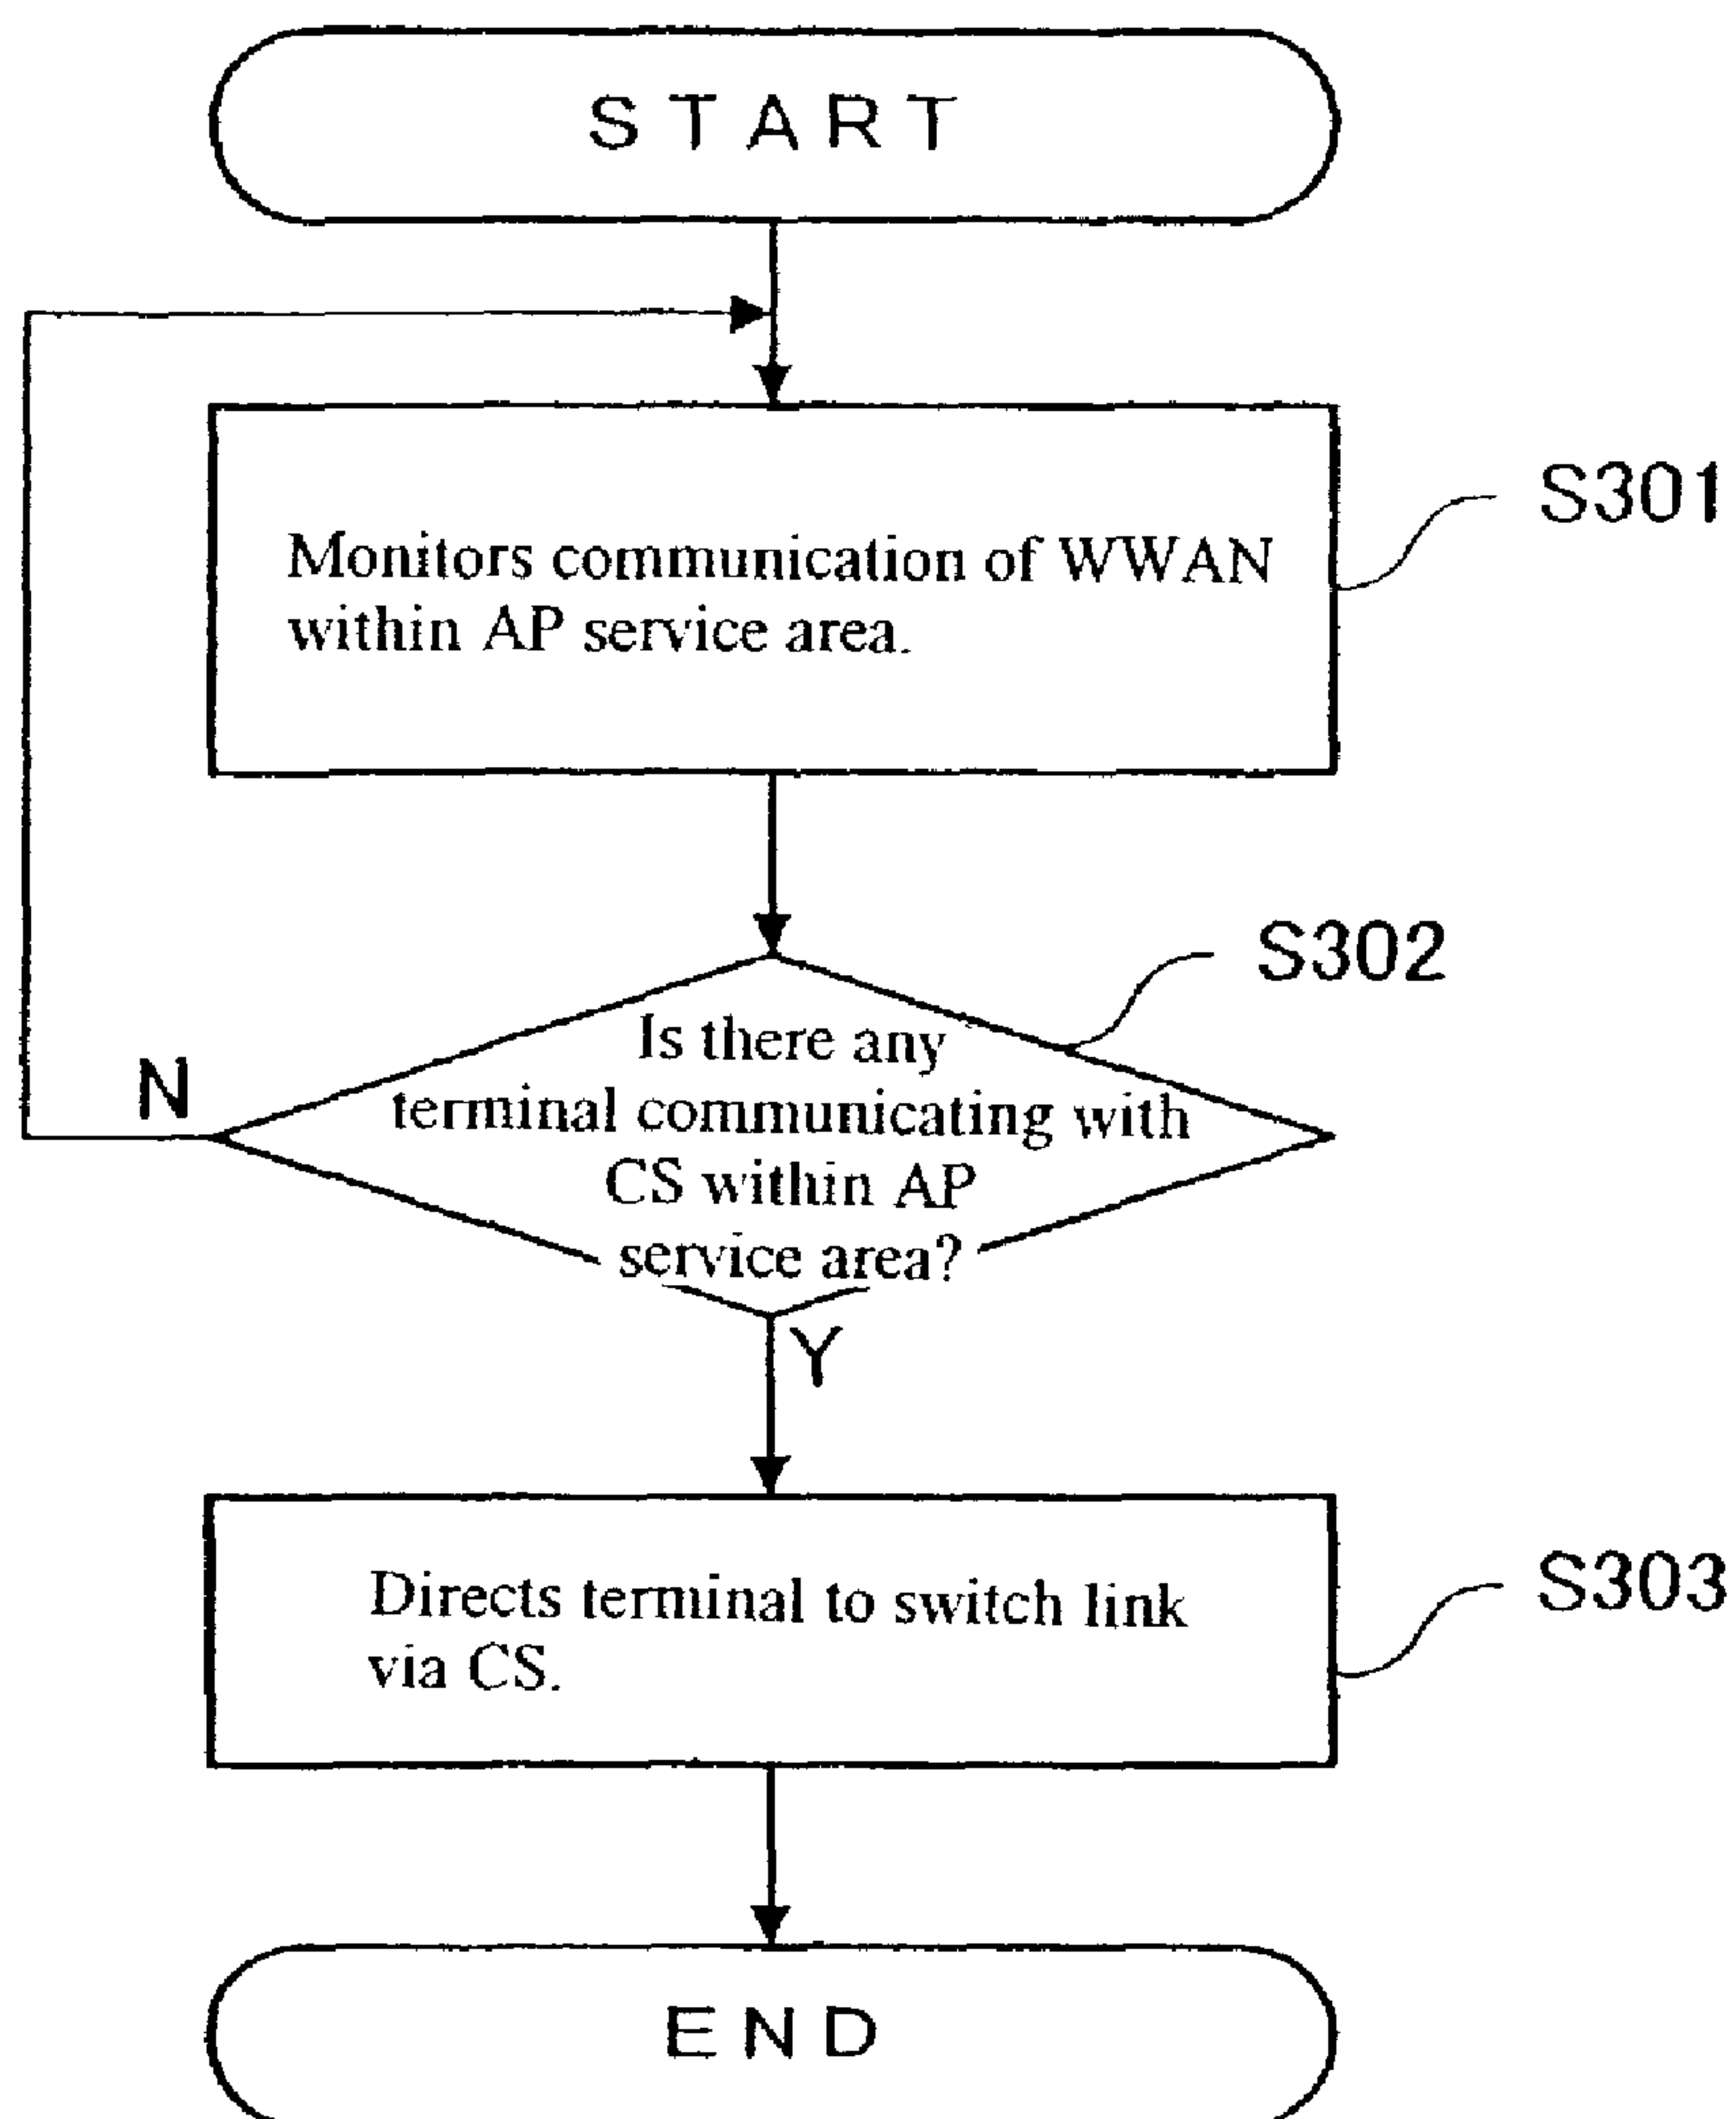 START
Monitors communication of WWAN
within AP service area.
S301
S302
Is there any
terminal communicating with
CS within AP
service area?
N
Y
Directs terminal to switch link
via CS.
S303
END